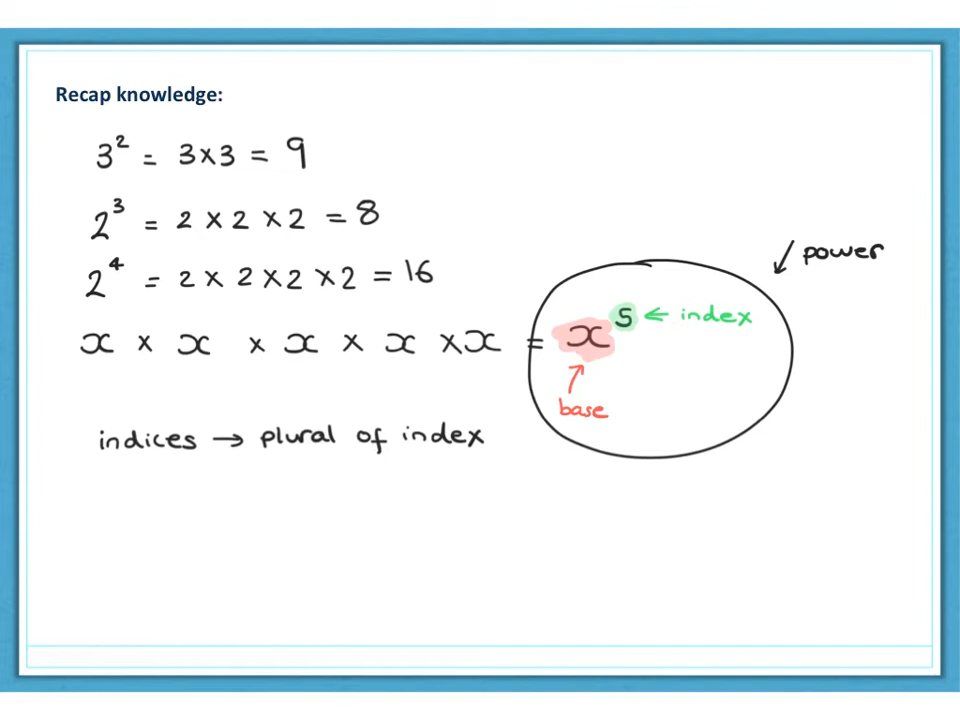 Recap knowledge:
3² = 3×3 = 9
2³ = 2 × 2 × 2 = 8
2⁴ = 2 × 2 × 2 × 2 = 16
power
x × x × x × x × x = x⁵ ← index
base
indices → plural of index